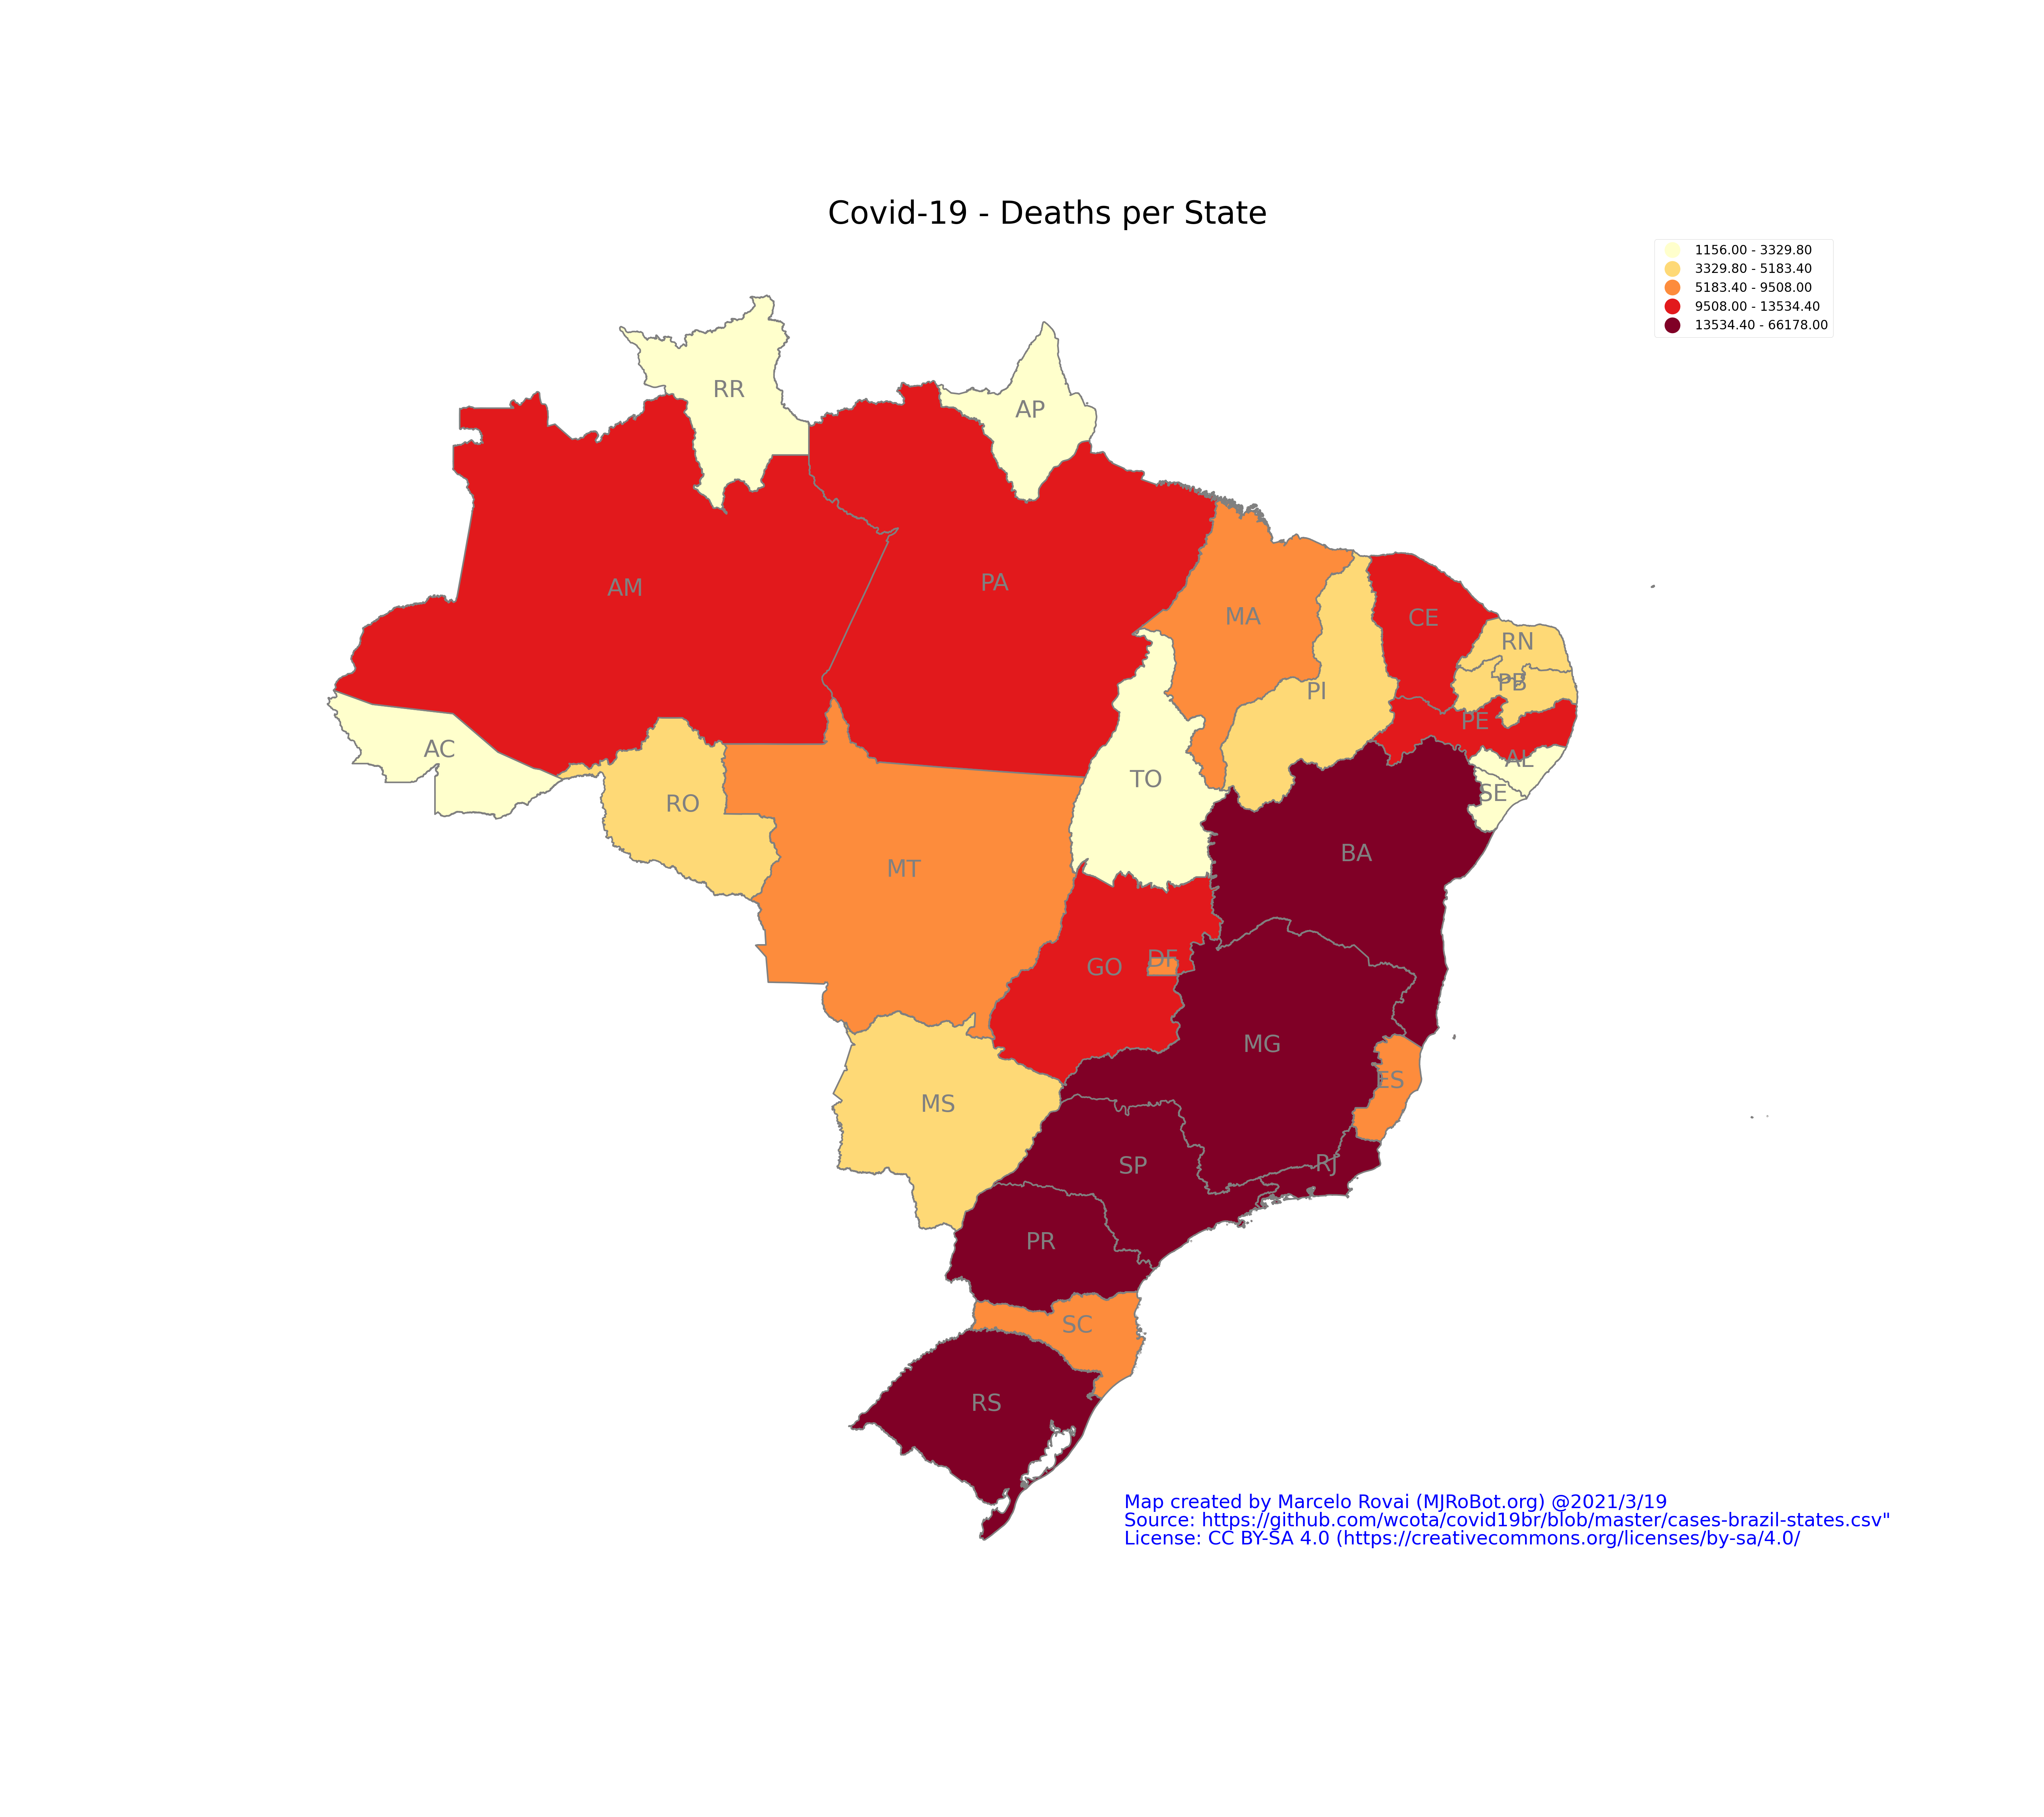 Covid-19 - Deaths per State
1156.00 - 3329.80
3329.80 - 5183.40
5183.40 - 9508.00
9508.00 - 13534.40
13534.40 - 66178.00
RR
AP
AM
PA
MA
CE
RN
PB
PI
PE
AC
AL
TO
SE
RO
BA
MT
DF
GO
MG
ES
MS
RJ
SP
PR
SC
RS
Map created by Marcelo Rovai (MJRoBot.org) @2021/3/19
Source: https://github.com/wcota/covid19br/blob/master/cases-brazil-states.csv"
License: CC BY-SA 4.0 (https://creativecommons.org/licenses/by-sa/4.0/